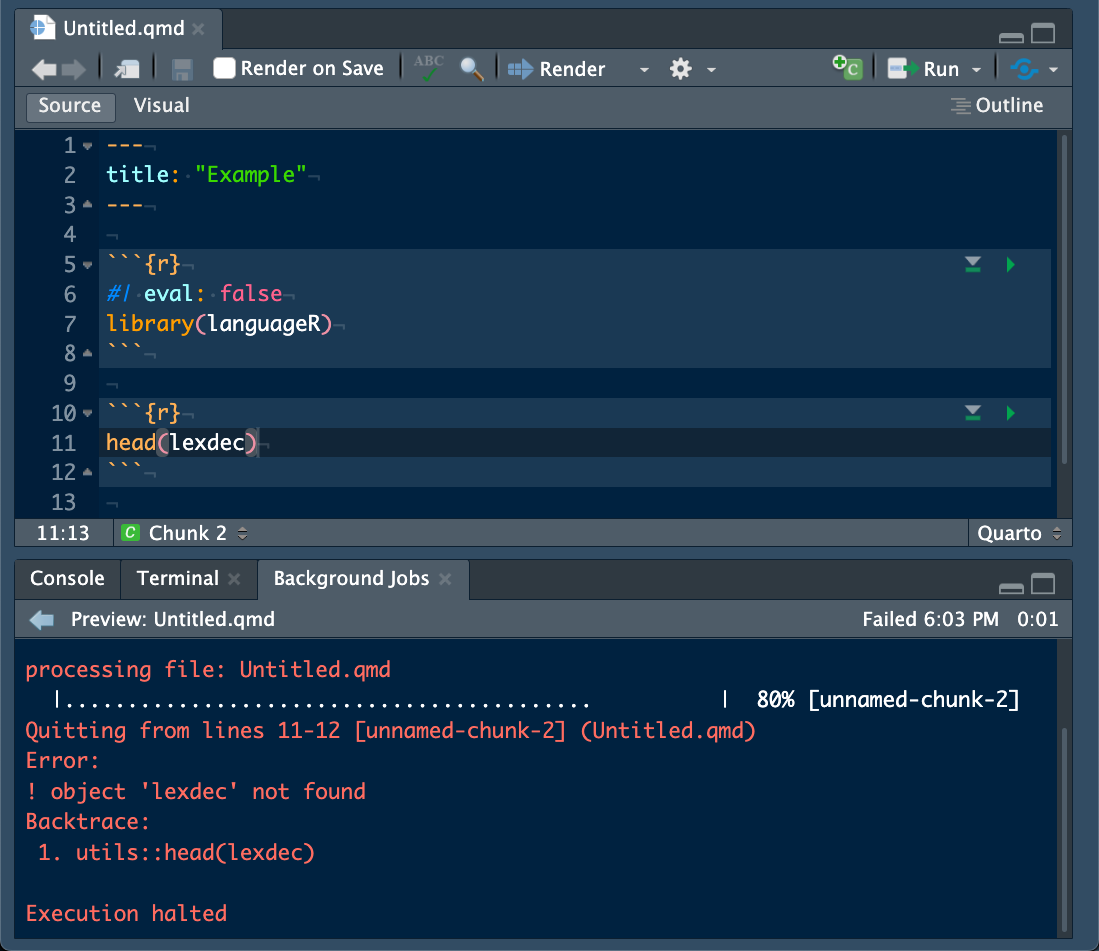 Untitled.qmd
Render on Save ABC Render C Run
Source Visual Outline
1 ---
2 title: "Example"
3 ---
4
5 ```{r}
6 #| eval: false
7 library(languageR)
8 ```
9
10 ```{r}
11 head(lexdec)
12 ```
13
11:13 C Chunk 2 Quarto
Console Terminal Background Jobs
Preview: Untitled.qmd Failed 6:03 PM 0:01
processing file: Untitled.qmd
|.......................................... | 80% [unnamed-chunk-2]
Quitting from lines 11-12 [unnamed-chunk-2] (Untitled.qmd)
Error:
! object 'lexdec' not found
Backtrace:
1. utils::head(lexdec)
Execution halted